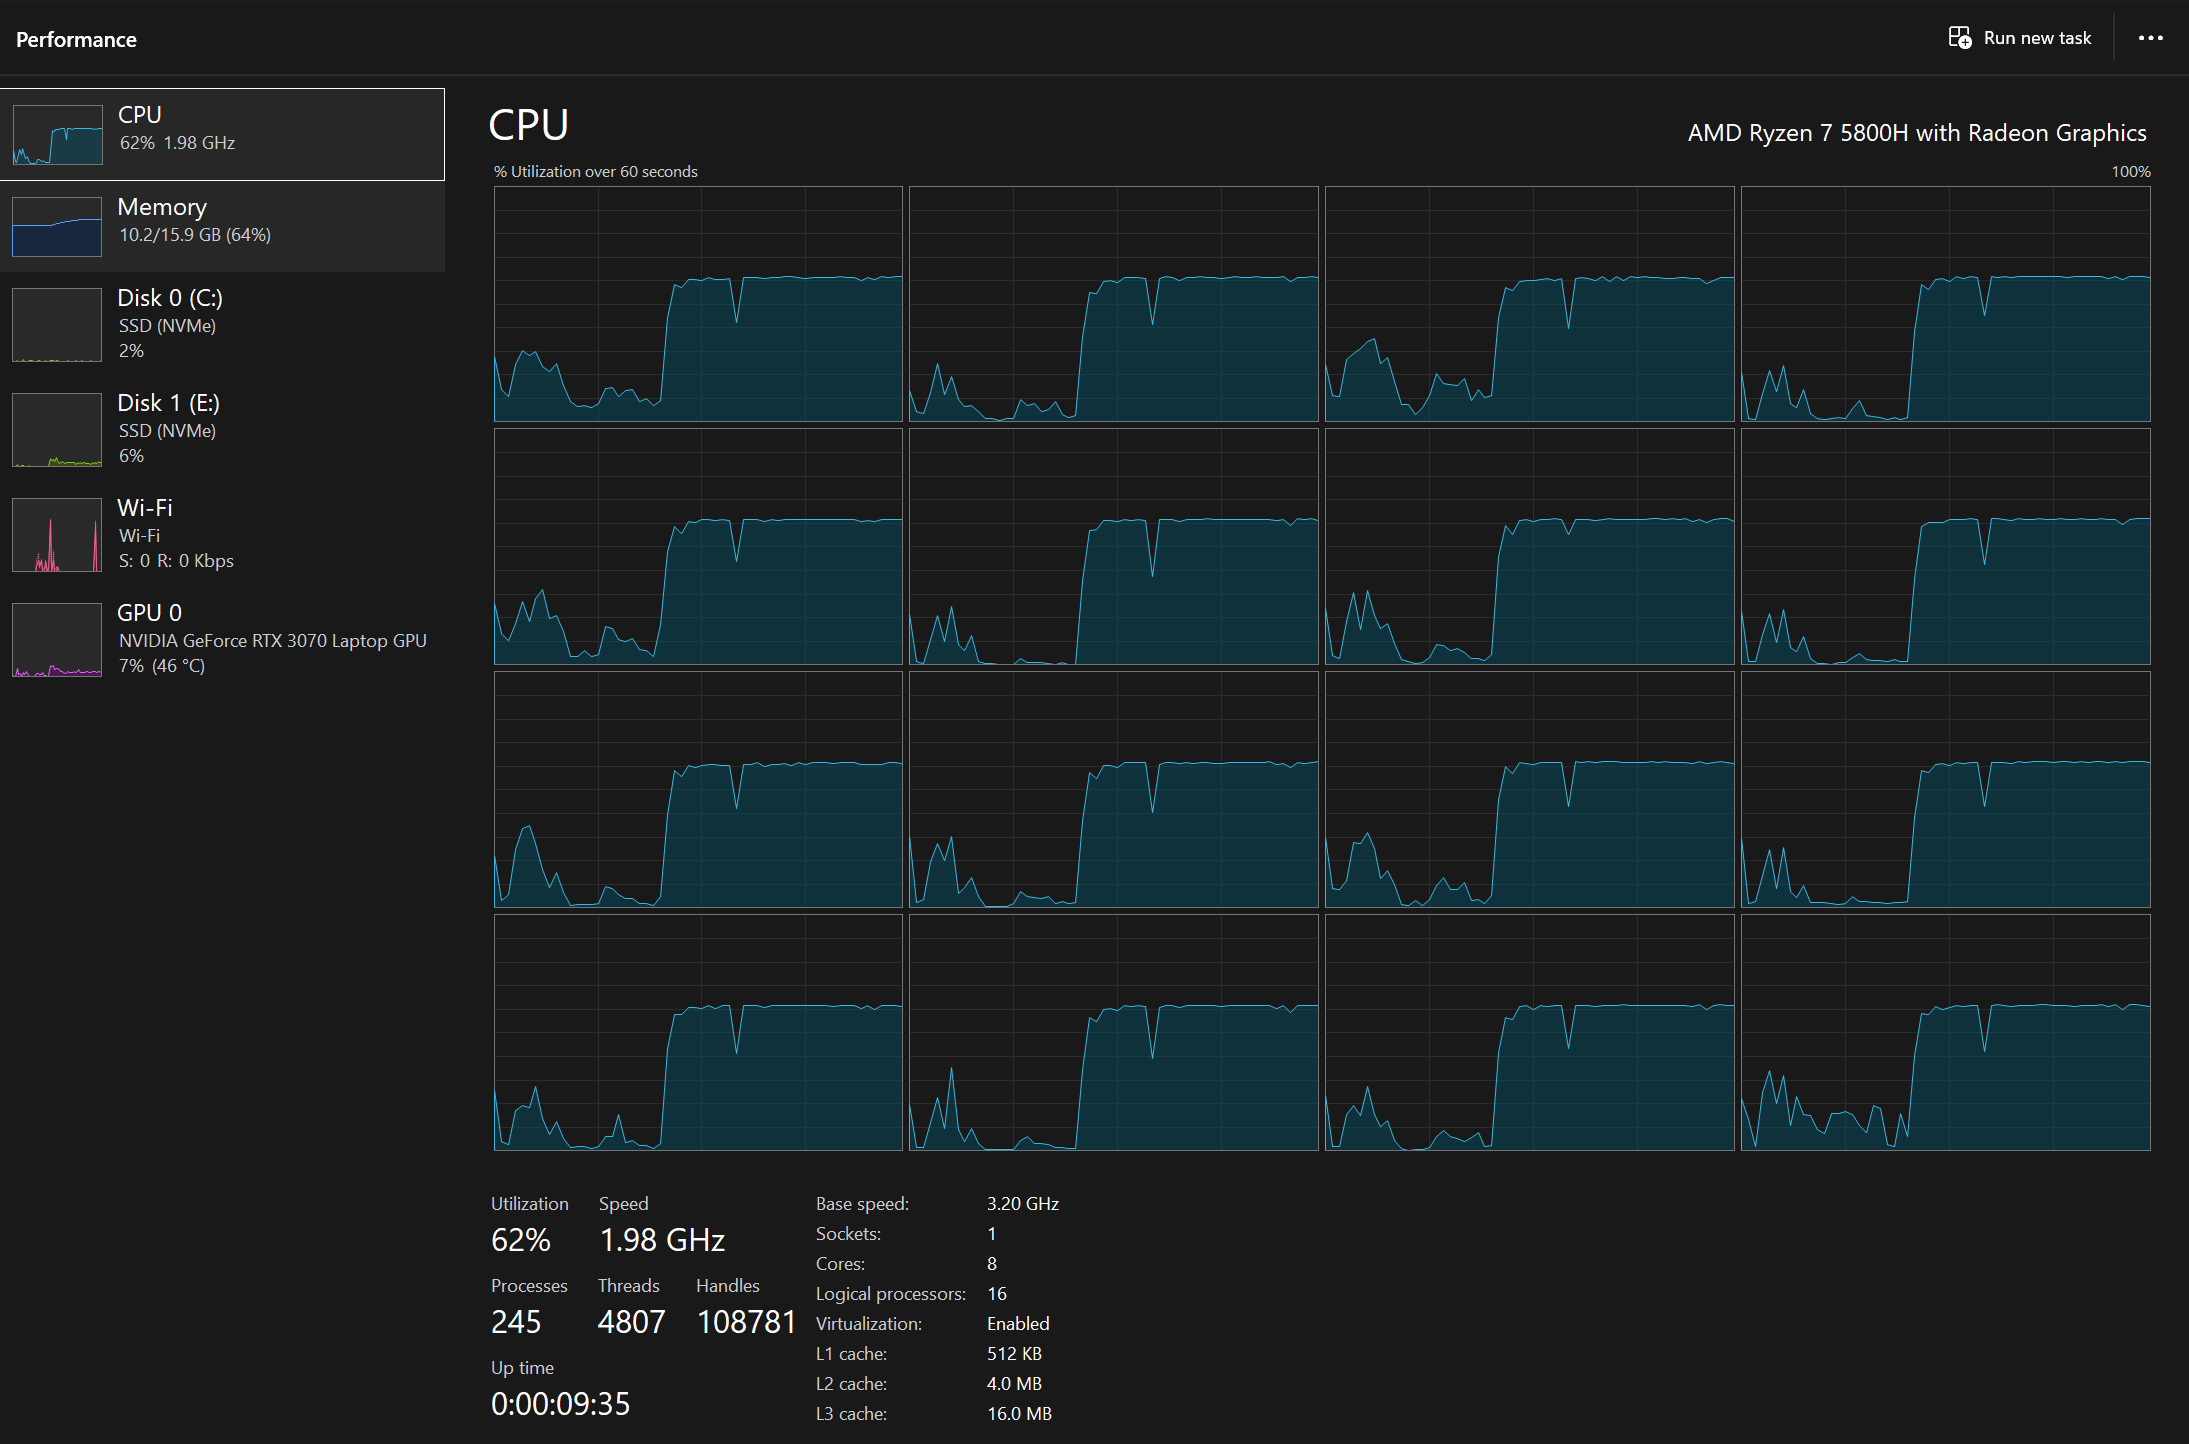 Performance
Run new task
CPU
62% 1.98 GHz
Memory
10.2/15.9 GB (64%)
Disk 0 (C:)
SSD (NVMe)
2%
Disk 1 (E:)
SSD (NVMe)
6%
Wi-Fi
Wi-Fi
S: 0 R: 0 Kbps
GPU 0
NVIDIA GeForce RTX 3070 Laptop GPU
7% (46 °C)
CPU
AMD Ryzen 7 5800H with Radeon Graphics
% Utilization over 60 seconds
100%
Utilization Speed
62% 1.98 GHz
Processes Threads Handles
245 4807 108781
Up time
0:00:09:35
Base speed: 3.20 GHz
Sockets: 1
Cores: 8
Logical processors: 16
Virtualization: Enabled
L1 cache: 512 KB
L2 cache: 4.0 MB
L3 cache: 16.0 MB